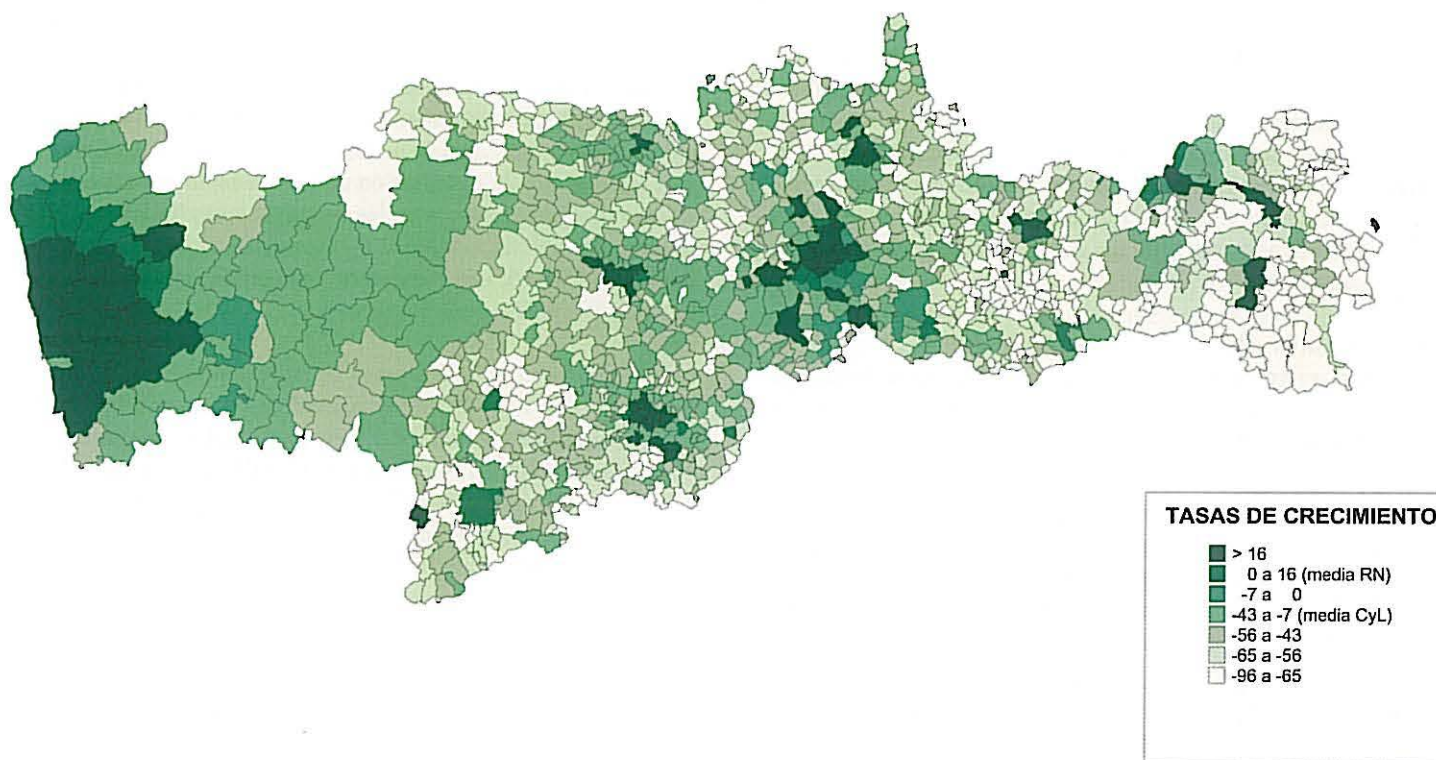 TASAS DE CRECIMIENTO
> 16
0 a 16 (media RN)
-7 a 0
-43 a -7 (media CyL)
-56 a -43
-65 a -56
-96 a -65